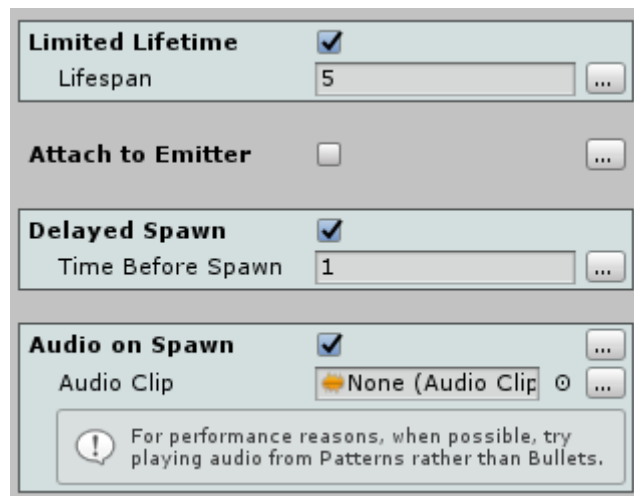 Limited Lifetime
Lifespan 5 ...
Attach to Emitter ...
Delayed Spawn
Time Before Spawn 1 ...
Audio on Spawn ...
Audio Clip None (Audio Clip ...
For performance reasons, when possible, try
playing audio from Patterns rather than Bullets.